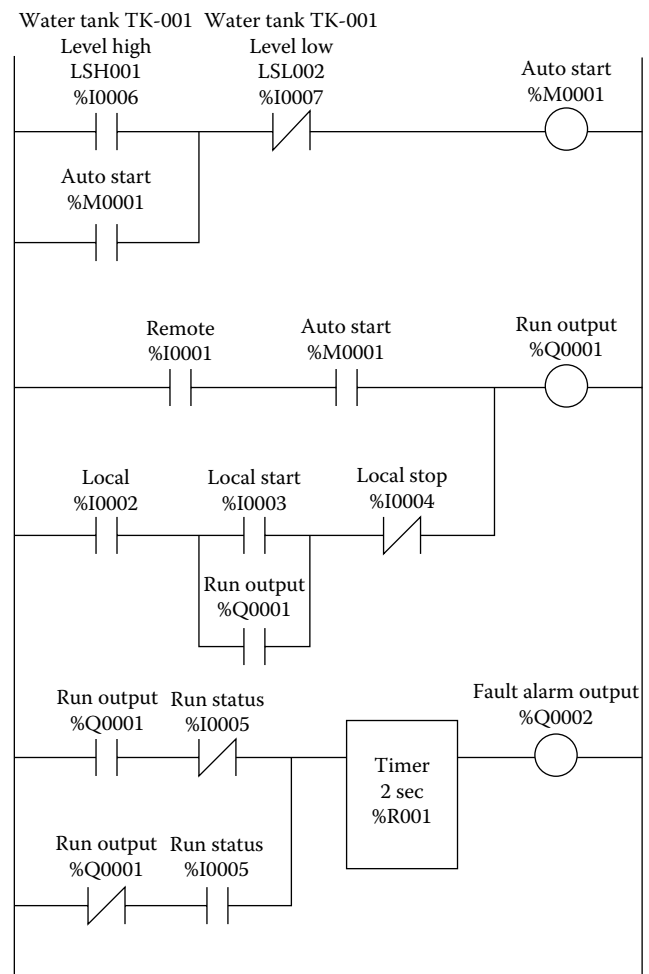 Water tank TK-001
Level high
LSH001
%I0006
Water tank TK-001
Level low
LSL002
%I0007
Auto start
%M0001
Auto start
%M0001
Remote
%I0001
Auto start
%M0001
Run output
%Q0001
Local
%I0002
Local start
%I0003
Local stop
%I0004
Run output
%Q0001
Run output
%Q0001
Run status
%I0005
Timer
2 sec
%R001
Fault alarm output
%Q0002
Run output
%Q0001
Run status
%I0005